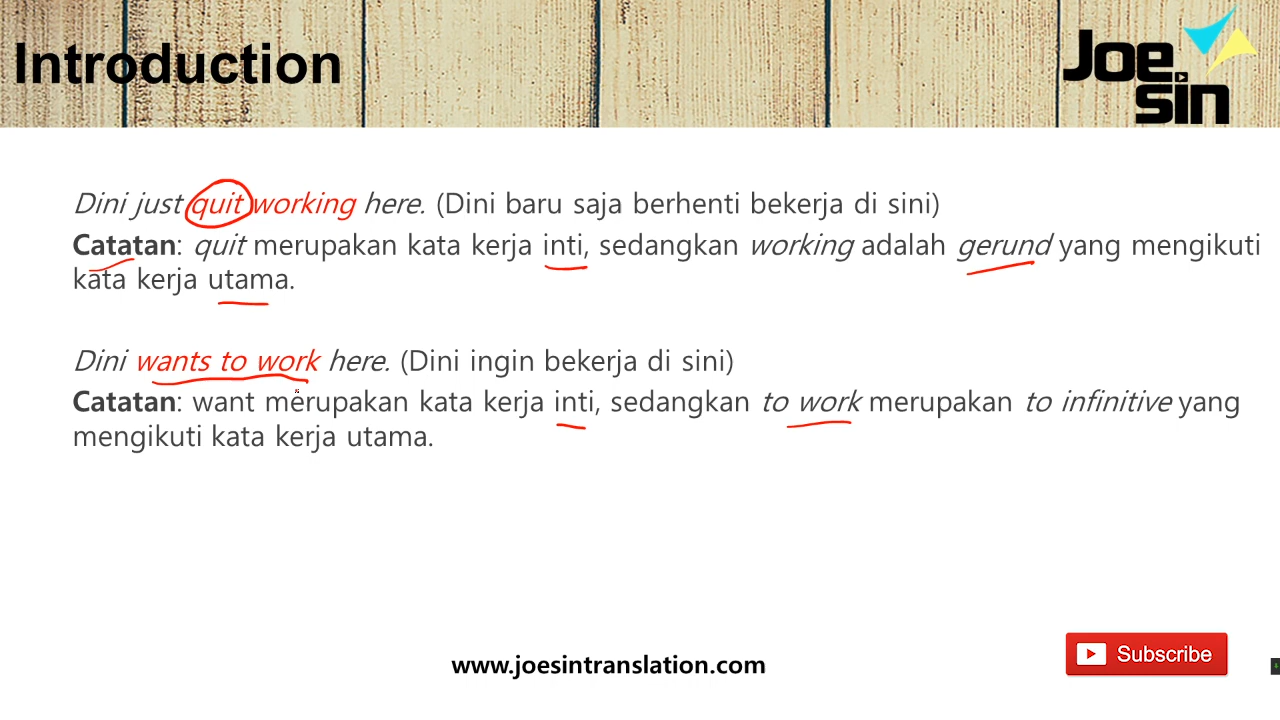 Introduction
Joe
sin
Dini just quit working here. (Dini baru saja berhenti bekerja di sini)
Catatan: quit merupakan kata kerja inti, sedangkan working adalah gerund yang mengikuti
kata kerja utama.
Dini wants to work here. (Dini ingin bekerja di sini)
Catatan: want merupakan kata kerja inti, sedangkan to work merupakan to infinitive yang
mengikuti kata kerja utama.
www.joesintranslation.com
Subscribe